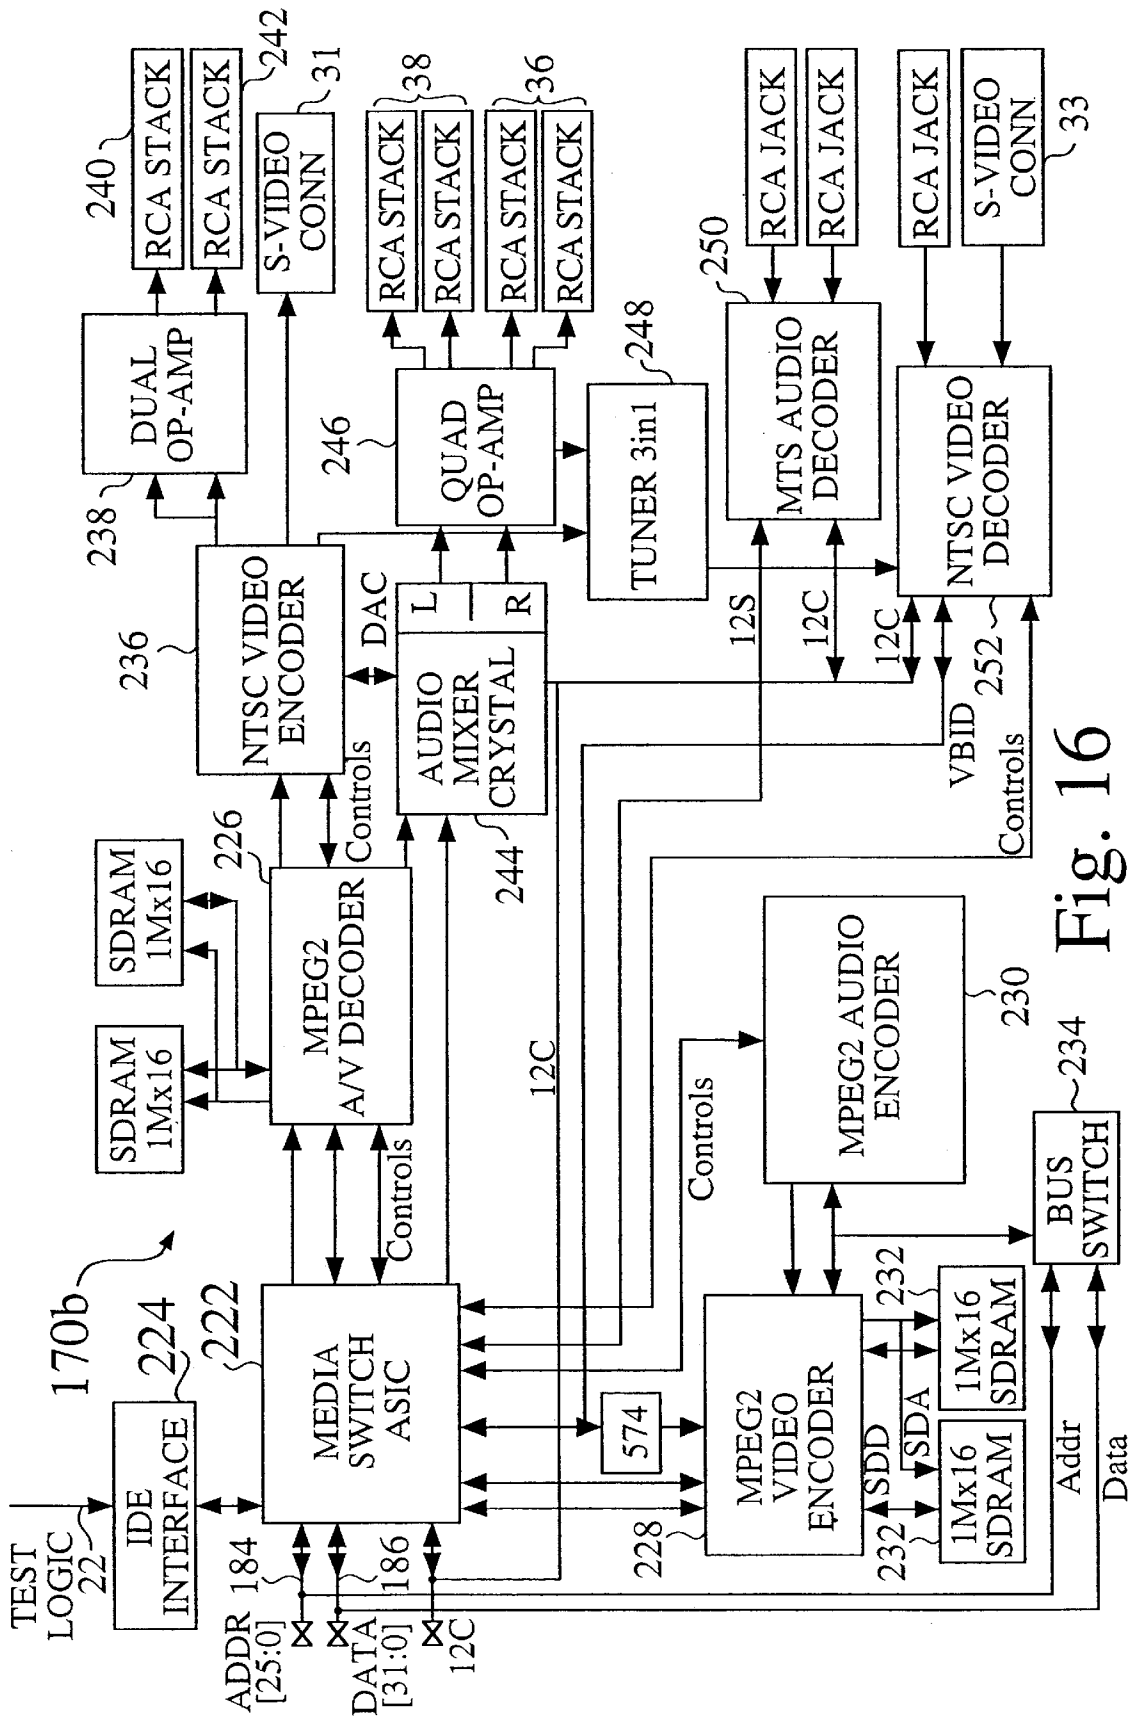 TEST
LOGIC
22
IDE
INTERFACE
224
170b
ADDR
[25:0]
184
DATA
[31:0]
186
12C
MEDIA
SWITCH
ASIC
222
Controls
SDRAM
1Mx16
SDRAM
1Mx16
MPEG2
A/V DECODER
226
Controls
NTSC VIDEO
ENCODER
236
DUAL
OP-AMP
238
RCA STACK
240
RCA STACK
242
S-VIDEO
CONN
31
DAC
AUDIO
MIXER
CRYSTAL
L
R
244
QUAD
OP-AMP
246
RCA STACK
RCA STACK
38
RCA STACK
RCA STACK
36
TUNER 3in1
248
12C
12S
12C
MTS AUDIO
DECODER
250
RCA JACK
RCA JACK
12C
VBID
Controls
NTSC VIDEO
DECODER
252
RCA JACK
S-VIDEO
CONN
33
574
MPEG2
VIDEO
ENCODER
228
Controls
MPEG2 AUDIO
ENCODER
230
SDD
SDA
232
1Mx16
SDRAM
232
1Mx16
SDRAM
BUS
SWITCH
234
Addr
Data
Fig. 16